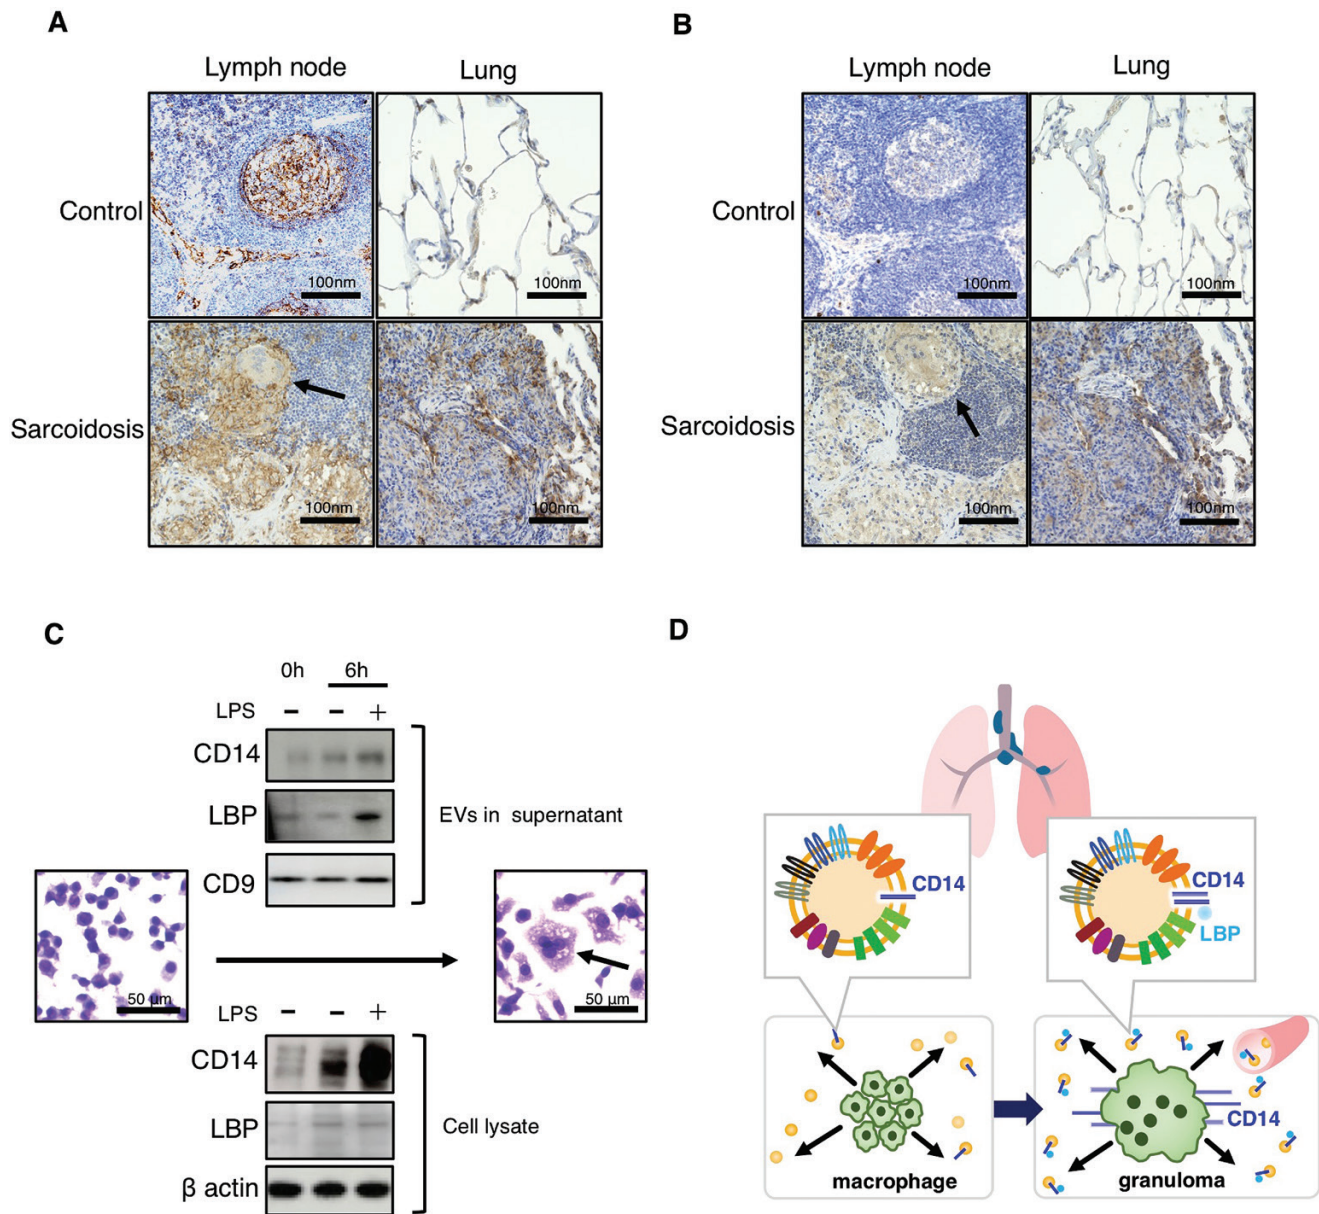 A
Lymph node Lung
Control
100nm 100nm
Sarcoidosis
100nm 100nm
B
Lymph node Lung
Control
100nm 100nm
Sarcoidosis
100nm 100nm
C
0h 6h
LPS − − +
CD14
LBP
CD9
EVs in supernatant
50 µm
50 µm
LPS − − +
CD14
LBP
β actin
Cell lysate
D
CD14
CD14
LBP
macrophage
CD14
granuloma